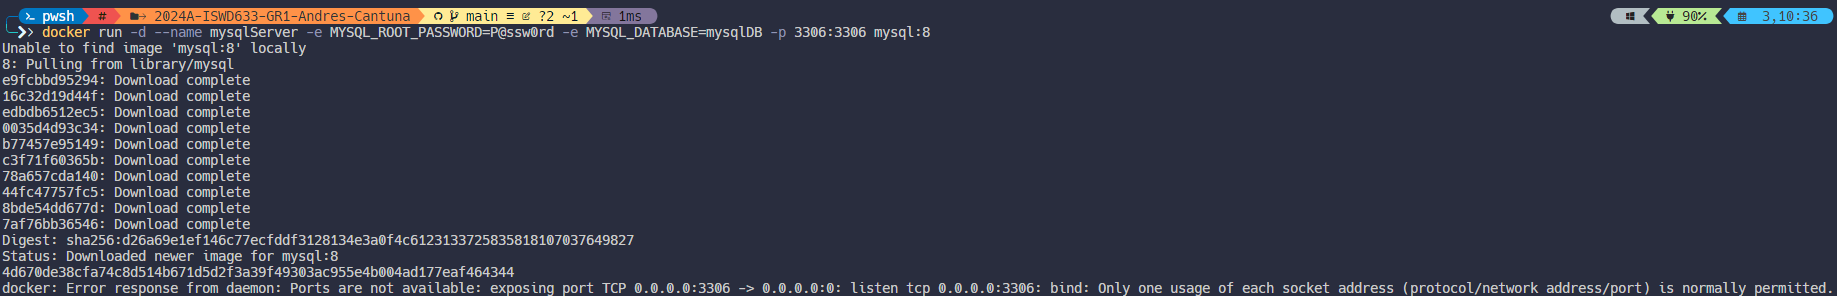 pwsh # 2024A-ISWD633-GR1-Andres-Cantuna main ≡ ?2 ~1 1ms 90% 3,10:36
docker run -d --name mysqlServer -e MYSQL_ROOT_PASSWORD=P@ssw0rd -e MYSQL_DATABASE=mysqlDB -p 3306:3306 mysql:8
Unable to find image 'mysql:8' locally
8: Pulling from library/mysql
e9fcbbd95294: Download complete
16c32d19d44f: Download complete
edbdb6512ec5: Download complete
0035d4d93c34: Download complete
b77457e95149: Download complete
c3f71f60365b: Download complete
78a657cda140: Download complete
44fc47757fc5: Download complete
8bde54dd677d: Download complete
7af76bb36546: Download complete
Digest: sha256:d26a69e1ef146c77ecfddf3128134e3a0f4c6123133725835818107037649827
Status: Downloaded newer image for mysql:8
4d670de38cfa74c8d514b671d5d2f3a39f49303ac955e4b004ad177eaf464344
docker: Error response from daemon: Ports are not available: exposing port TCP 0.0.0.0:3306 -> 0.0.0.0:0: listen tcp 0.0.0.0:3306: bind: Only one usage of each socket address (protocol/network address/port) is normally permitted.